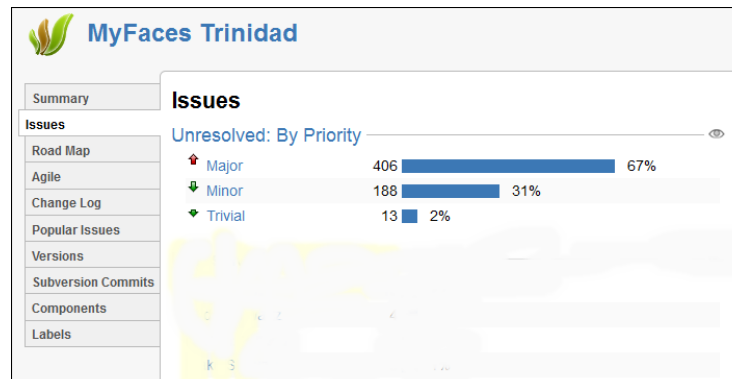 MyFaces Trinidad
Summary
Issues
Road Map
Agile
Change Log
Popular Issues
Versions
Subversion Commits
Components
Labels
Issues
Unresolved: By Priority
Major 406 67%
Minor 188 31%
Trivial 13 2%